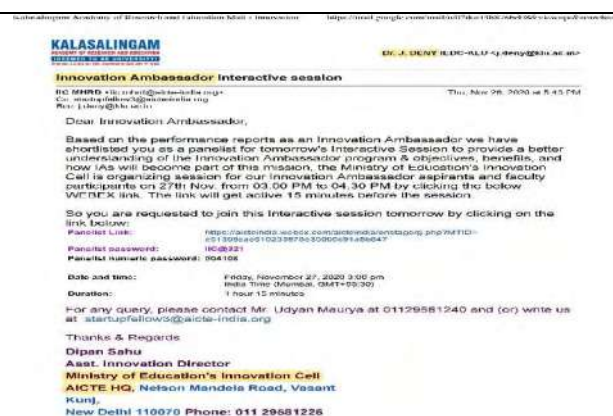 KALASALINGAM
Dr. J. DENY IEDC-KLU
Innovation Ambassador Interactive session
IIC MHRD
Thu, Nov 26, 2020 at 5:43 PM
Dear Innovation Ambassador,
Based on the performance reports as an Innovation Ambassador we have
shortlisted you as a panelist for tomorrow's Interactive Session to provide a better
understanding of the Innovation Ambassador program & objectives, benefits, and
how IAs will become part of this mission, the Ministry of Education's Innovation
Cell is organizing session for our Innovation Ambassador aspirants and faculty
participants on 27th Nov. from 03.00 PM to 04.30 PM by clicking the below
WEBEX link. The link will get active 15 minutes before the session.
So you are requested to join this Interactive session tomorrow by clicking on the
link below:
Panelist Link:
Panelist password: IIC@321
Panelist numeric password:
Date and time: Friday, November 27, 2020 3:00 pm
India Time (Mumbai, GMT+05:30)
Duration: 1 hour 15 minutes
For any query, please contact Mr. Udyan Maurya at 01129581240 and (or) write us
at startupfellow3@aicte-india.org
Thanks & Regards
Dipan Sahu
Asst. Innovation Director
Ministry of Education's Innovation Cell
AICTE HQ, Nelson Mandela Road, Vasant
Kunj,
New Delhi 110070 Phone: 011 29581226